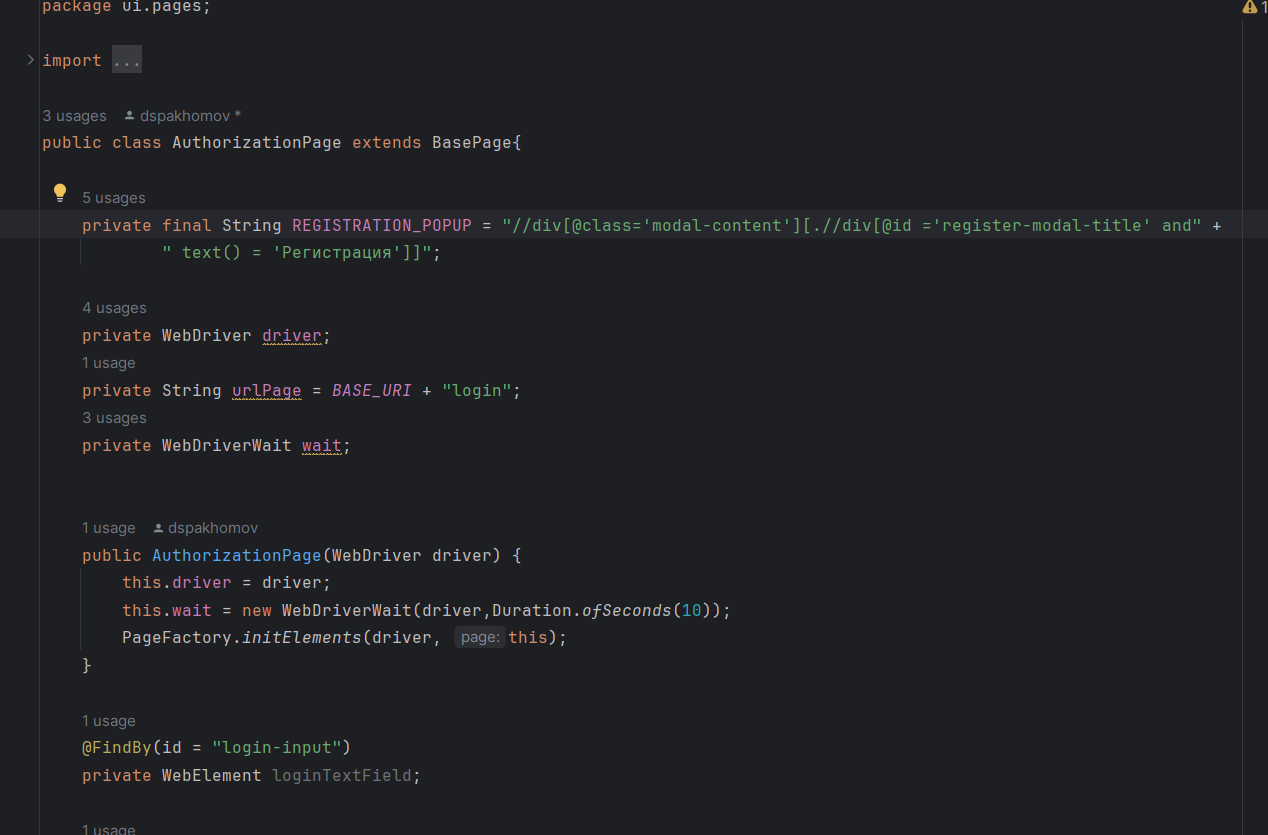 package ui.pages;
import ...
3 usages dspakhomov *
public class AuthorizationPage extends BasePage{
5 usages
private final String REGISTRATION_POPUP = "//div[@class='modal-content'][.//div[@id ='register-modal-title' and" +
" text() = 'Регистрация']]";
4 usages
private WebDriver driver;
1 usage
private String urlPage = BASE_URI + "login";
3 usages
private WebDriverWait wait;
1 usage dspakhomov
public AuthorizationPage(WebDriver driver) {
this.driver = driver;
this.wait = new WebDriverWait(driver,Duration.ofSeconds(10));
PageFactory.initElements(driver, page: this);
}
1 usage
@FindBy(id = "login-input")
private WebElement loginTextField;
1 usage